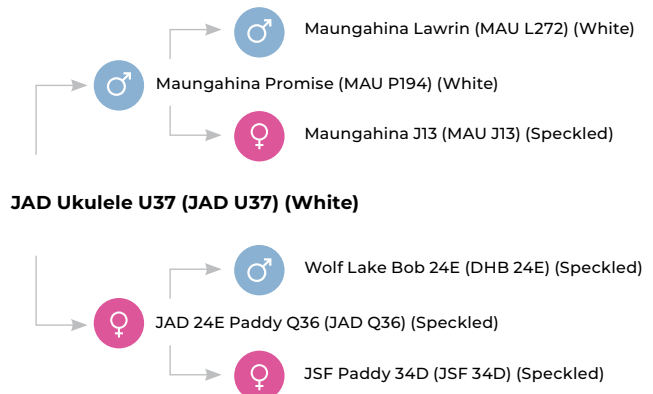 Maungahina Lawrin (MAU L272) (White)
Maungahina Promise (MAU P194) (White)
Maungahina J13 (MAU J13) (Speckled)
JAD Ukulele U37 (JAD U37) (White)
Wolf Lake Bob 24E (DHB 24E) (Speckled)
JAD 24E Paddy Q36 (JAD Q36) (Speckled)
JSF Paddy 34D (JSF 34D) (Speckled)